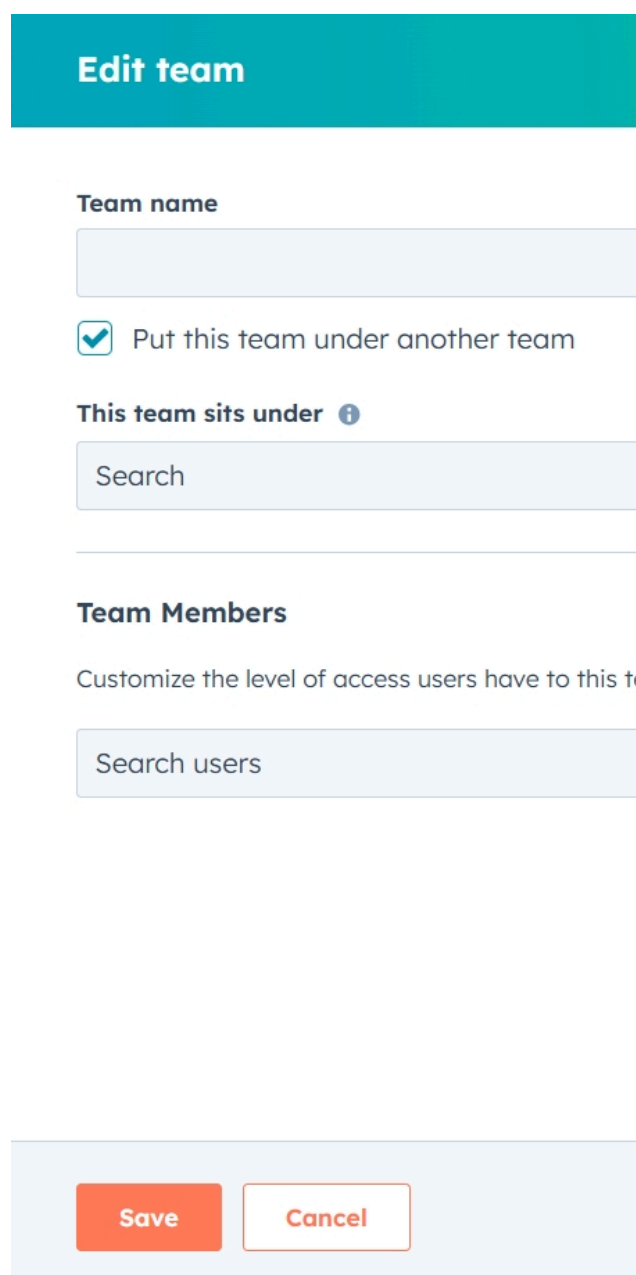 Edit team
Team name
Put this team under another team
This team sits under
Search
Team Members
Customize the level of access users have to this
Search users
Save Cancel